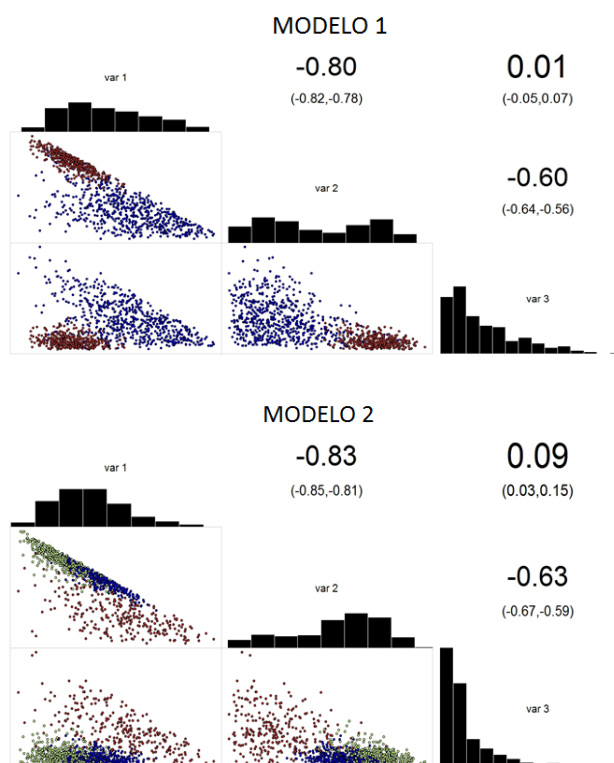 MODELO 1
var 1
-0.80
(-0.82,-0.78)
0.01
(-0.05,0.07)
var 2
-0.60
(-0.64,-0.56)
var 3
MODELO 2
var 1
-0.83
(-0.85,-0.81)
0.09
(0.03,0.15)
var 2
-0.63
(-0.67,-0.59)
var 3